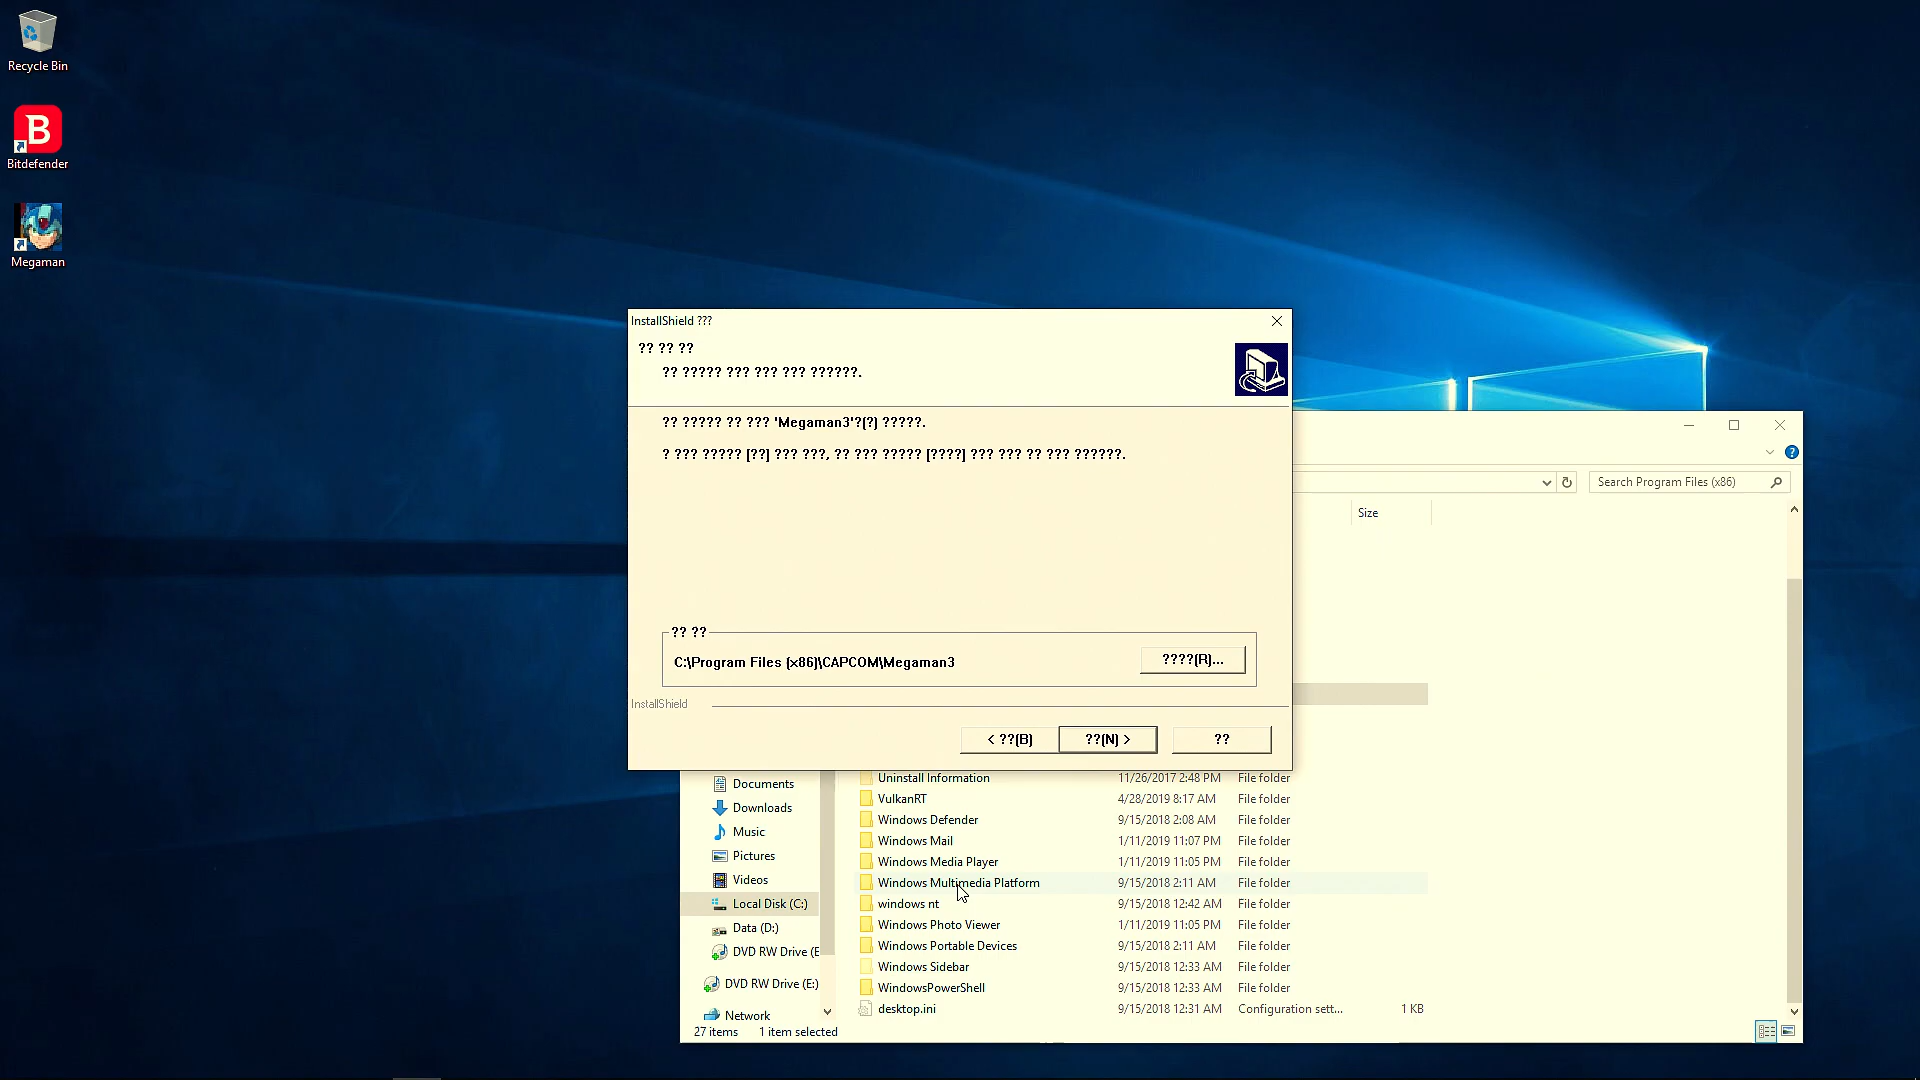 Recycle Bin
Bitdefender
Megaman
InstallShield ???
?? ?? ??
?? ????? ??? ??? ??? ??????.
?? ????? ?? ??? 'Megaman3'?(?) ?????.
? ??? ????? [??] ??? ???, ?? ??? ????? [????] ??? ??? ?? ??? ??????.
?? ??
C:\Program Files (x86)\CAPCOM\Megaman3
????(R)...
InstallShield
< ??(B)
??(N) >
??
Search Program Files (x86)
Size
Documents
Downloads
Music
Pictures
Videos
Local Disk (C:)
Data (D:)
DVD RW Drive (E
DVD RW Drive (E:)
Network
Uninstall Information 11/26/2017 2:48 PM File folder
VulkanRT 4/28/2019 8:17 AM File folder
Windows Defender 9/15/2018 2:08 AM File folder
Windows Mail 1/11/2019 11:07 PM File folder
Windows Media Player 1/11/2019 11:05 PM File folder
Windows Multimedia Platform 9/15/2018 2:11 AM File folder
windows nt 9/15/2018 12:42 AM File folder
Windows Photo Viewer 1/11/2019 11:05 PM File folder
Windows Portable Devices 9/15/2018 2:11 AM File folder
Windows Sidebar 9/15/2018 12:33 AM File folder
WindowsPowerShell 9/15/2018 12:33 AM File folder
desktop.ini 9/15/2018 12:31 AM Configuration sett... 1 KB
27 items 1 item selected